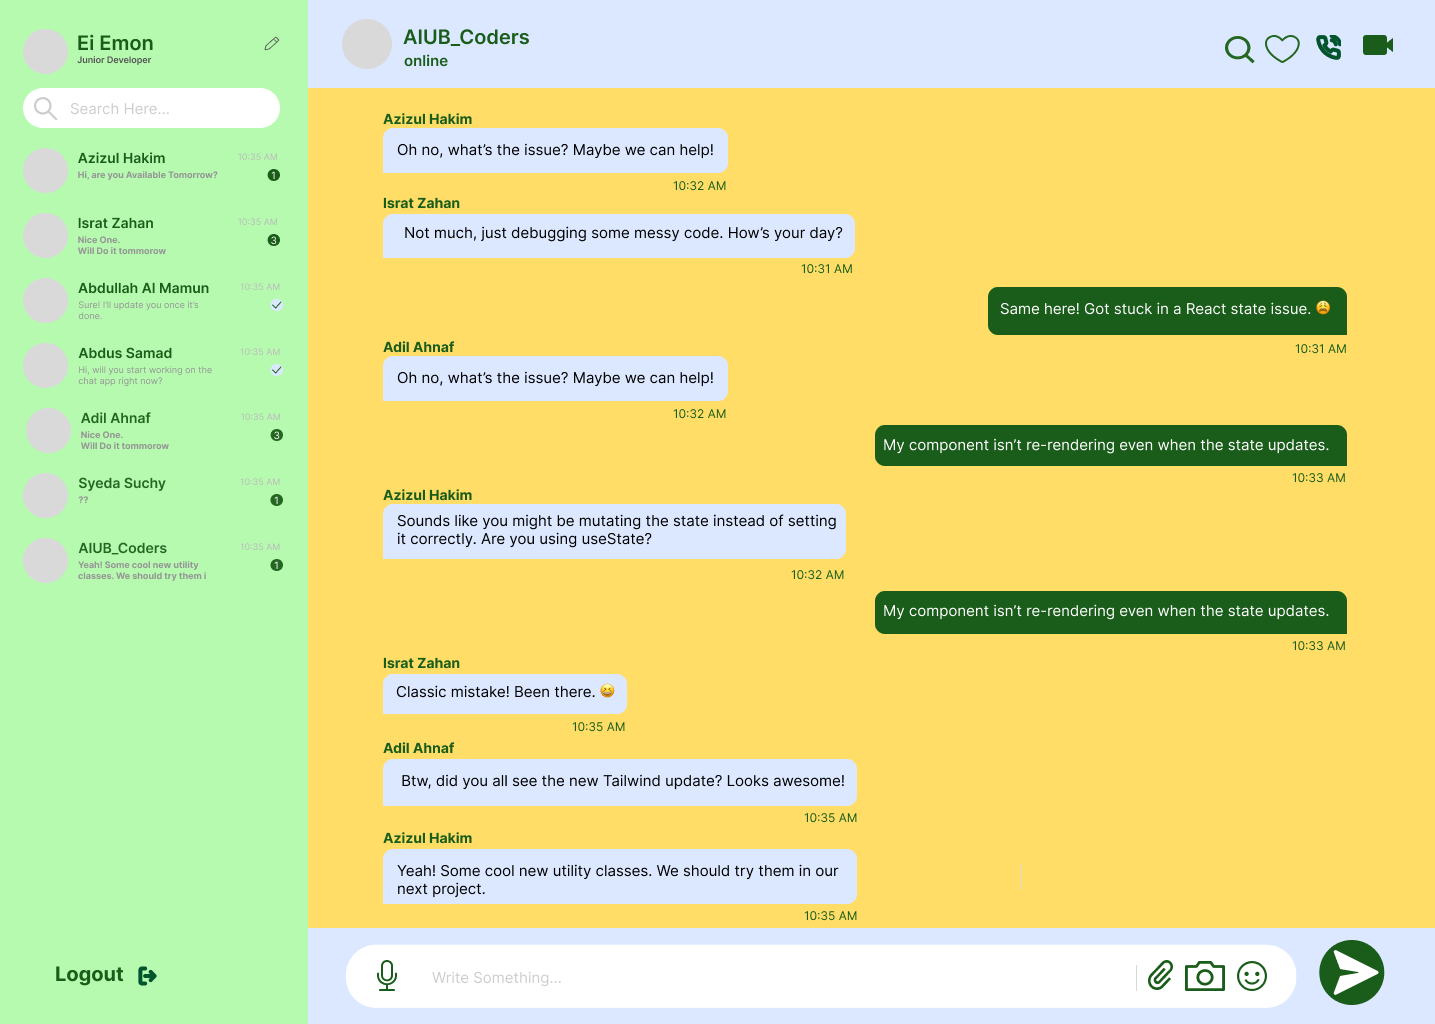 Ei Emon
Junior Developer
Search Here...
Azizul Hakim
10:35 AM
Hi, are you Available Tomorrow?
1
Israt Zahan
10:35 AM
Nice One.
3
Will Do it tommorow
Abdullah Al Mamun
10:35 AM
Sure! I'll update you once it's
done.
Abdus Samad
10:35 AM
Hi, will you start working on the
chat app right now?
Adil Ahnaf
10:35 AM
Nice One.
3
Will Do it tommorow
Syeda Suchy
10:35 AM
??
1
AIUB_Coders
10:35 AM
Yeah! Some cool new utility
1
classes. We should try them i
Logout
AIUB_Coders
online
Azizul Hakim
Oh no, what's the issue? Maybe we can help!
10:32 AM
Israt Zahan
Not much, just debugging some messy code. How's your day?
10:31 AM
Same here! Got stuck in a React state issue. 😩
10:31 AM
Adil Ahnaf
Oh no, what's the issue? Maybe we can help!
10:32 AM
My component isn't re-rendering even when the state updates.
10:33 AM
Azizul Hakim
Sounds like you might be mutating the state instead of setting
it correctly. Are you using useState?
10:32 AM
My component isn't re-rendering even when the state updates.
10:33 AM
Israt Zahan
Classic mistake! Been there. 😆
10:35 AM
Adil Ahnaf
Btw, did you all see the new Tailwind update? Looks awesome!
10:35 AM
Azizul Hakim
Yeah! Some cool new utility classes. We should try them in our
next project.
10:35 AM
Write Something...